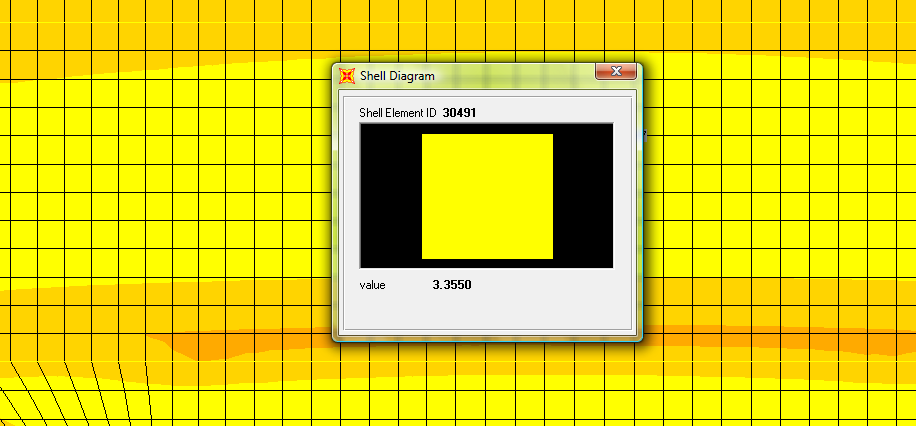 Shell Diagram
Shell Element ID 30491
value 3.3550